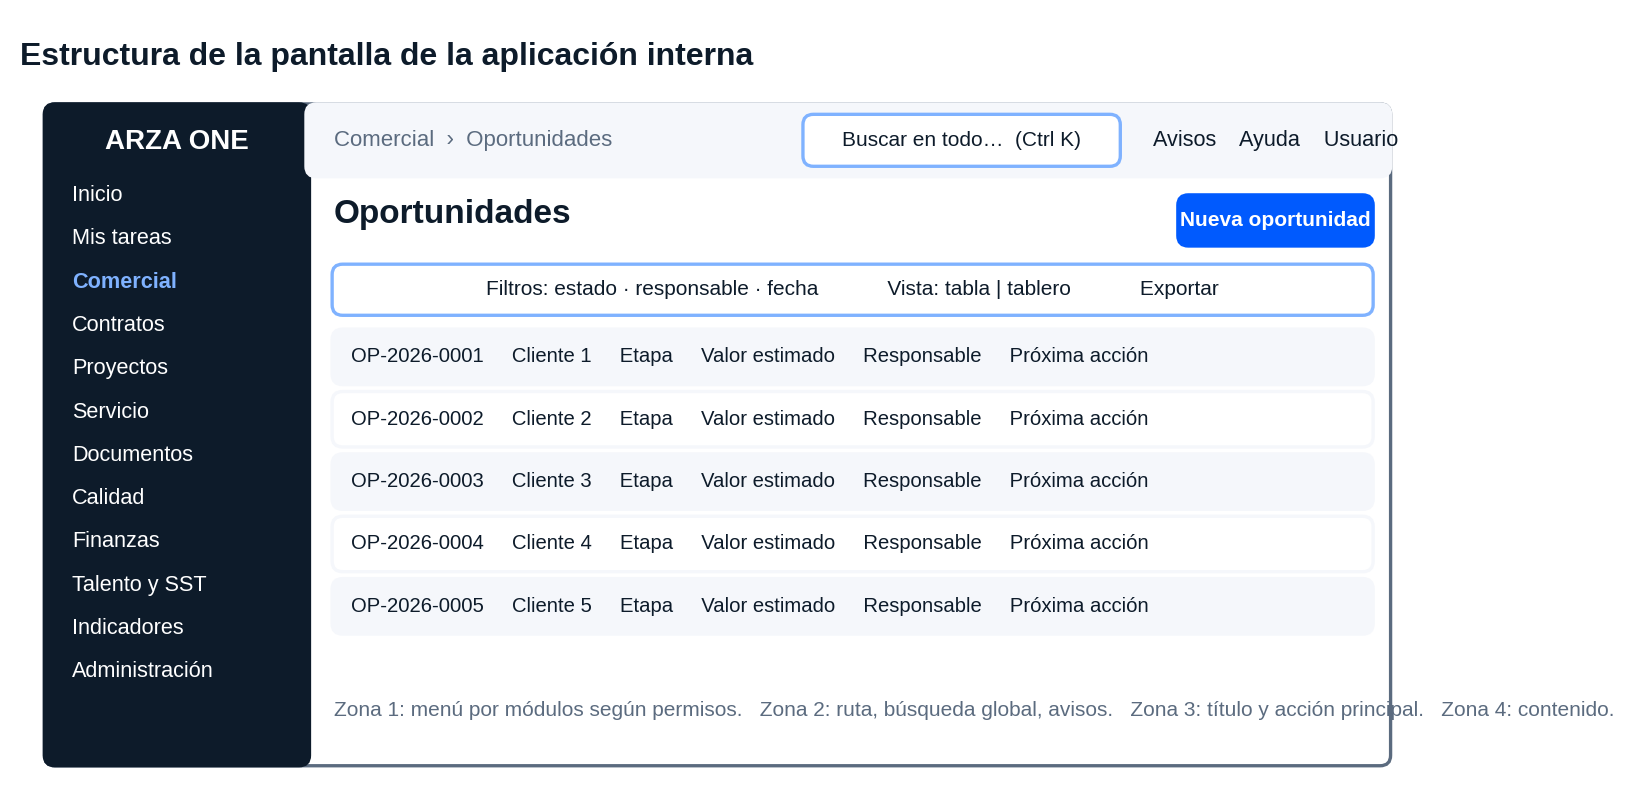 Estructura de la pantalla de la aplicación interna
ARZA ONE
Inicio
Mis tareas
Comercial
Contratos
Proyectos
Servicio
Documentos
Calidad
Finanzas
Talento y SST
Indicadores
Administración
Comercial › Oportunidades
Buscar en todo… (Ctrl K)
Avisos Ayuda Usuario
Oportunidades
Nueva oportunidad
Filtros: estado · responsable · fecha Vista: tabla | tablero Exportar
OP-2026-0001 Cliente 1 Etapa Valor estimado Responsable Próxima acción
OP-2026-0002 Cliente 2 Etapa Valor estimado Responsable Próxima acción
OP-2026-0003 Cliente 3 Etapa Valor estimado Responsable Próxima acción
OP-2026-0004 Cliente 4 Etapa Valor estimado Responsable Próxima acción
OP-2026-0005 Cliente 5 Etapa Valor estimado Responsable Próxima acción
Zona 1: menú por módulos según permisos. Zona 2: ruta, búsqueda global, avisos. Zona 3: título y acción principal. Zona 4: contenido.